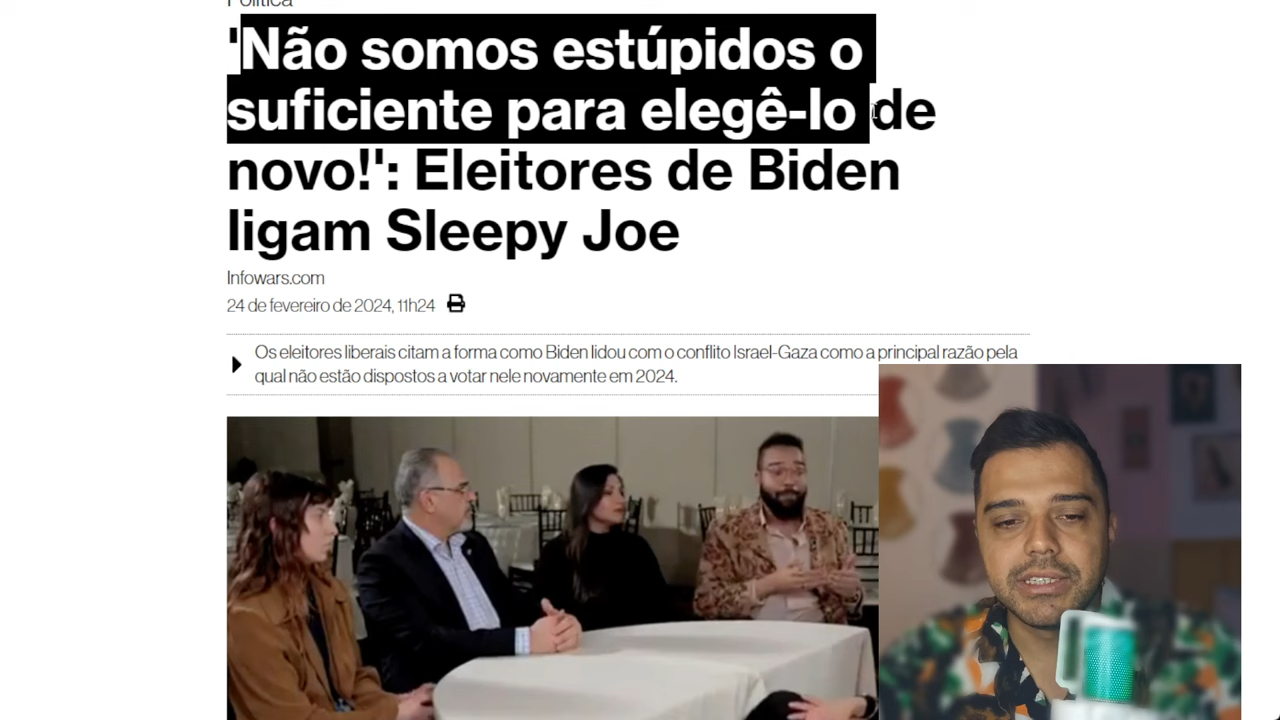 Política
'Não somos estúpidos o
suficiente para elegê-lo de
novo!': Eleitores de Biden
ligam Sleepy Joe
Infowars.com
24 de fevereiro de 2024, 11h24
Os eleitores liberais citam a forma como Biden lidou com o conflito Israel-Gaza como a principal razão pela
qual não estão dispostos a votar nele novamente em 2024.